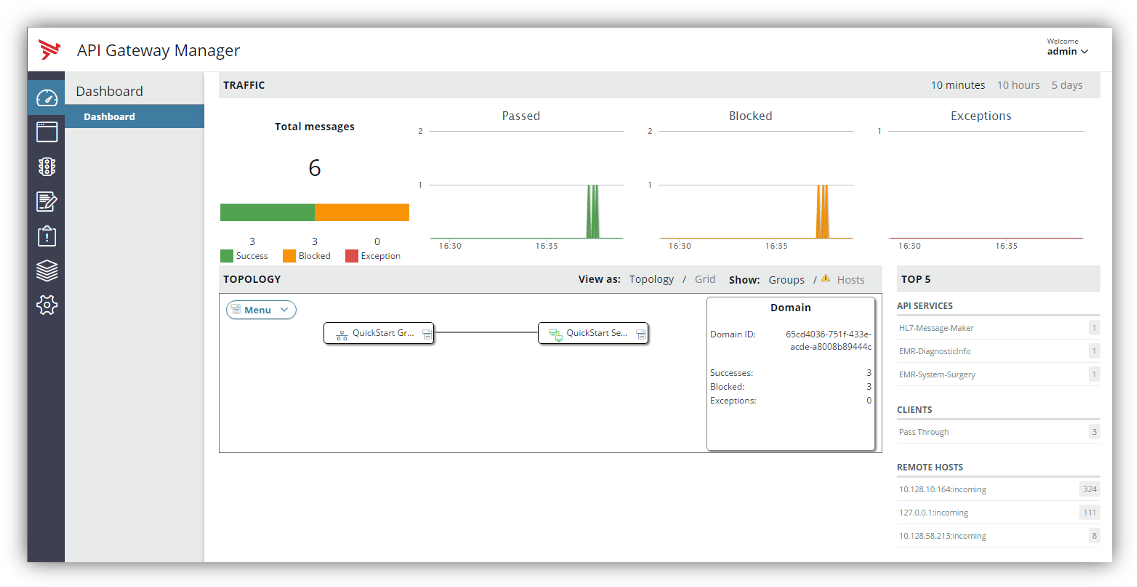 API Gateway Manager
Welcome
admin
Dashboard
Dashboard
TRAFFIC
10 minutes 10 hours 5 days
Total messages
6
3 3 0
Success Blocked Exception
Passed
2
1
16:30 16:35
Blocked
2
1
16:30 16:35
Exceptions
1
16:30 16:35
TOPOLOGY
View as: Topology / Grid Show: Groups / Hosts
Menu
QuickStart Gr...
QuickStart Se...
Domain
Domain ID: 65cd4036-751f-433e-
acde-a8008b89444c
Successes: 3
Blocked: 3
Exceptions: 0
TOP 5
API SERVICES
HL7-Message-Maker 1
EMR-DiagnosticInfo 1
EMR-System-Surgery 1
CLIENTS
Pass Through 3
REMOTE HOSTS
10.128.10.164:incoming 324
127.0.0.1:incoming 111
10.128.58.213:incoming 8